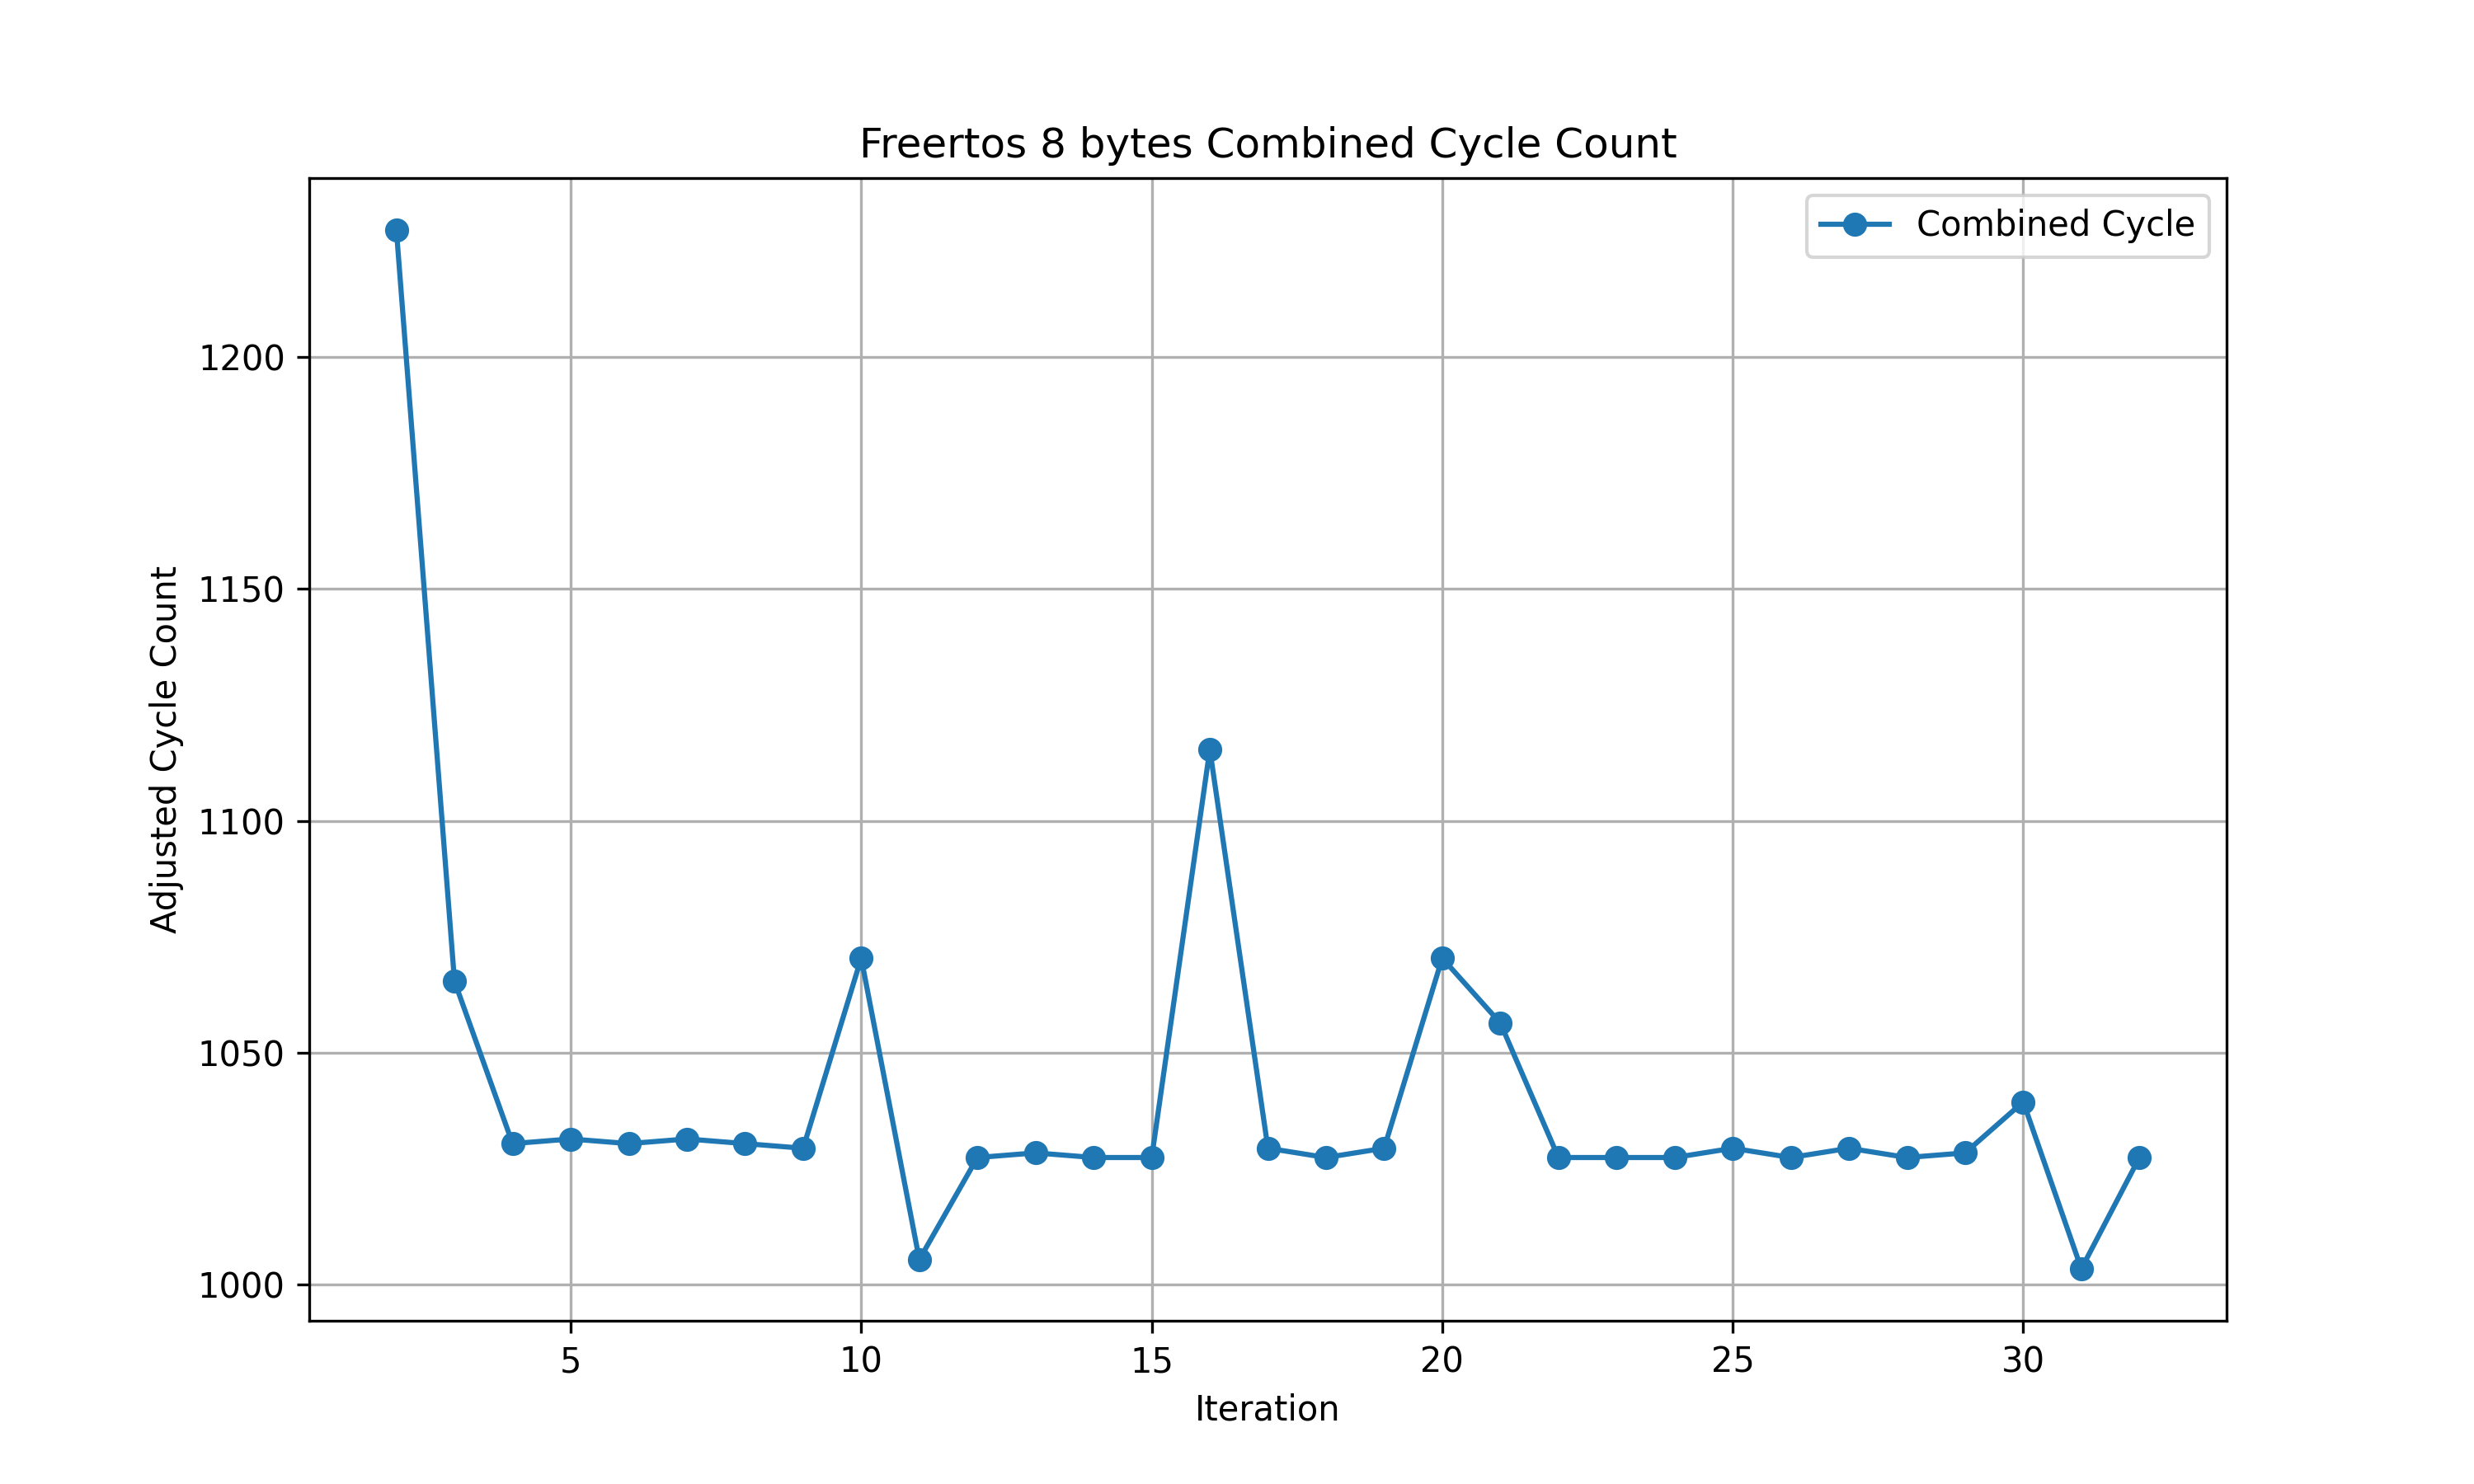 Freertos 8 bytes Combined Cycle Count
Combined Cycle
Adjusted Cycle Count
1200
1150
1100
1050
1000
5 10 15 20 25 30
Iteration